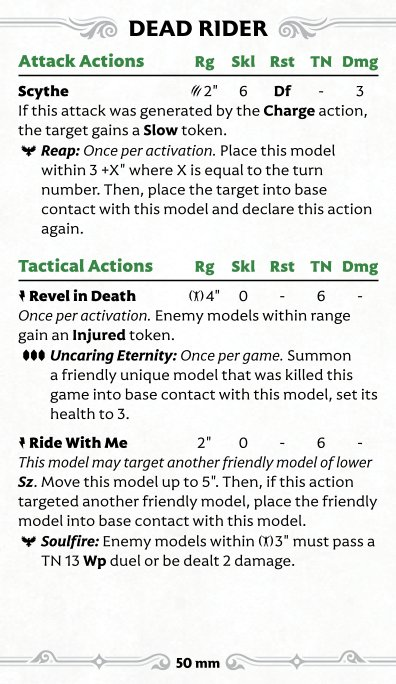 DEAD RIDER
Attack Actions Rg Skl Rst TN Dmg
Scythe 2" 6 Df - 3
If this attack was generated by the Charge action,
the target gains a Slow token.
Reap: Once per activation. Place this model
within 3 +X" where X is equal to the turn
number. Then, place the target into base
contact with this model and declare this action
again.
Tactical Actions Rg Skl Rst TN Dmg
Revel in Death 4" 0 - 6 -
Once per activation. Enemy models within range
gain an Injured token.
Uncaring Eternity: Once per game. Summon
a friendly unique model that was killed this
game into base contact with this model, set its
health to 3.
Ride With Me 2" 0 - 6 -
This model may target another friendly model of lower
Sz. Move this model up to 5". Then, if this action
targeted another friendly model, place the friendly
model into base contact with this model.
Soulfire: Enemy models within 3" must pass a
TN 13 Wp duel or be dealt 2 damage.
50 mm